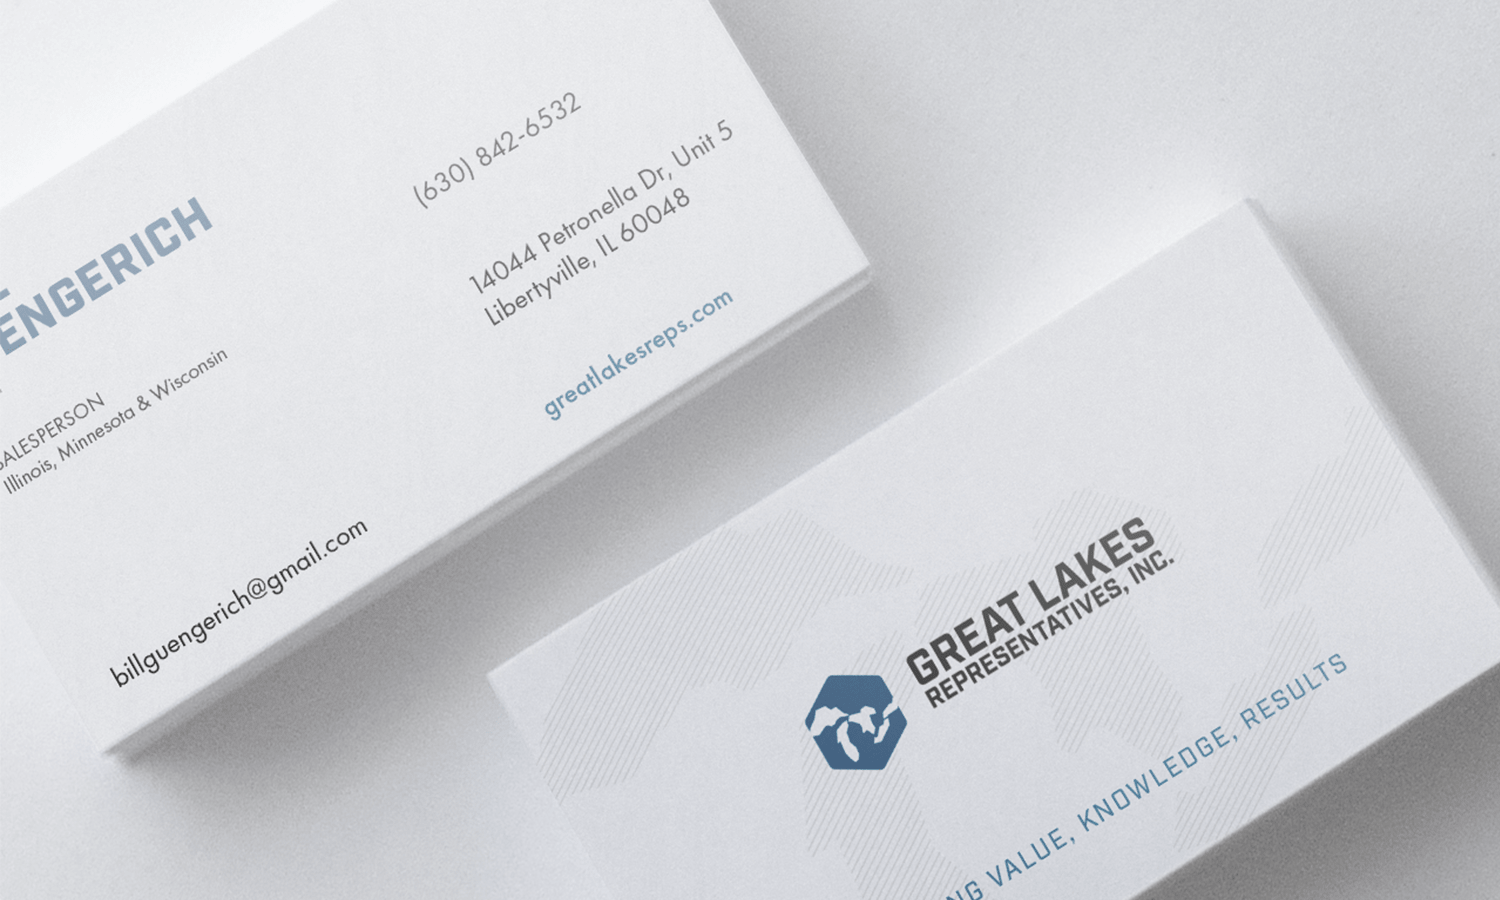 ENGERICH
SALESPERSON
Illinois, Minnesota & Wisconsin
billguengerich@gmail.com
(630) 842-6532
14044 Petronella Dr, Unit 5
Libertyville, IL 60048
greatlakesreps.com
GREAT LAKES
REPRESENTATIVES, INC.
NG VALUE, KNOWLEDGE, RESULTS